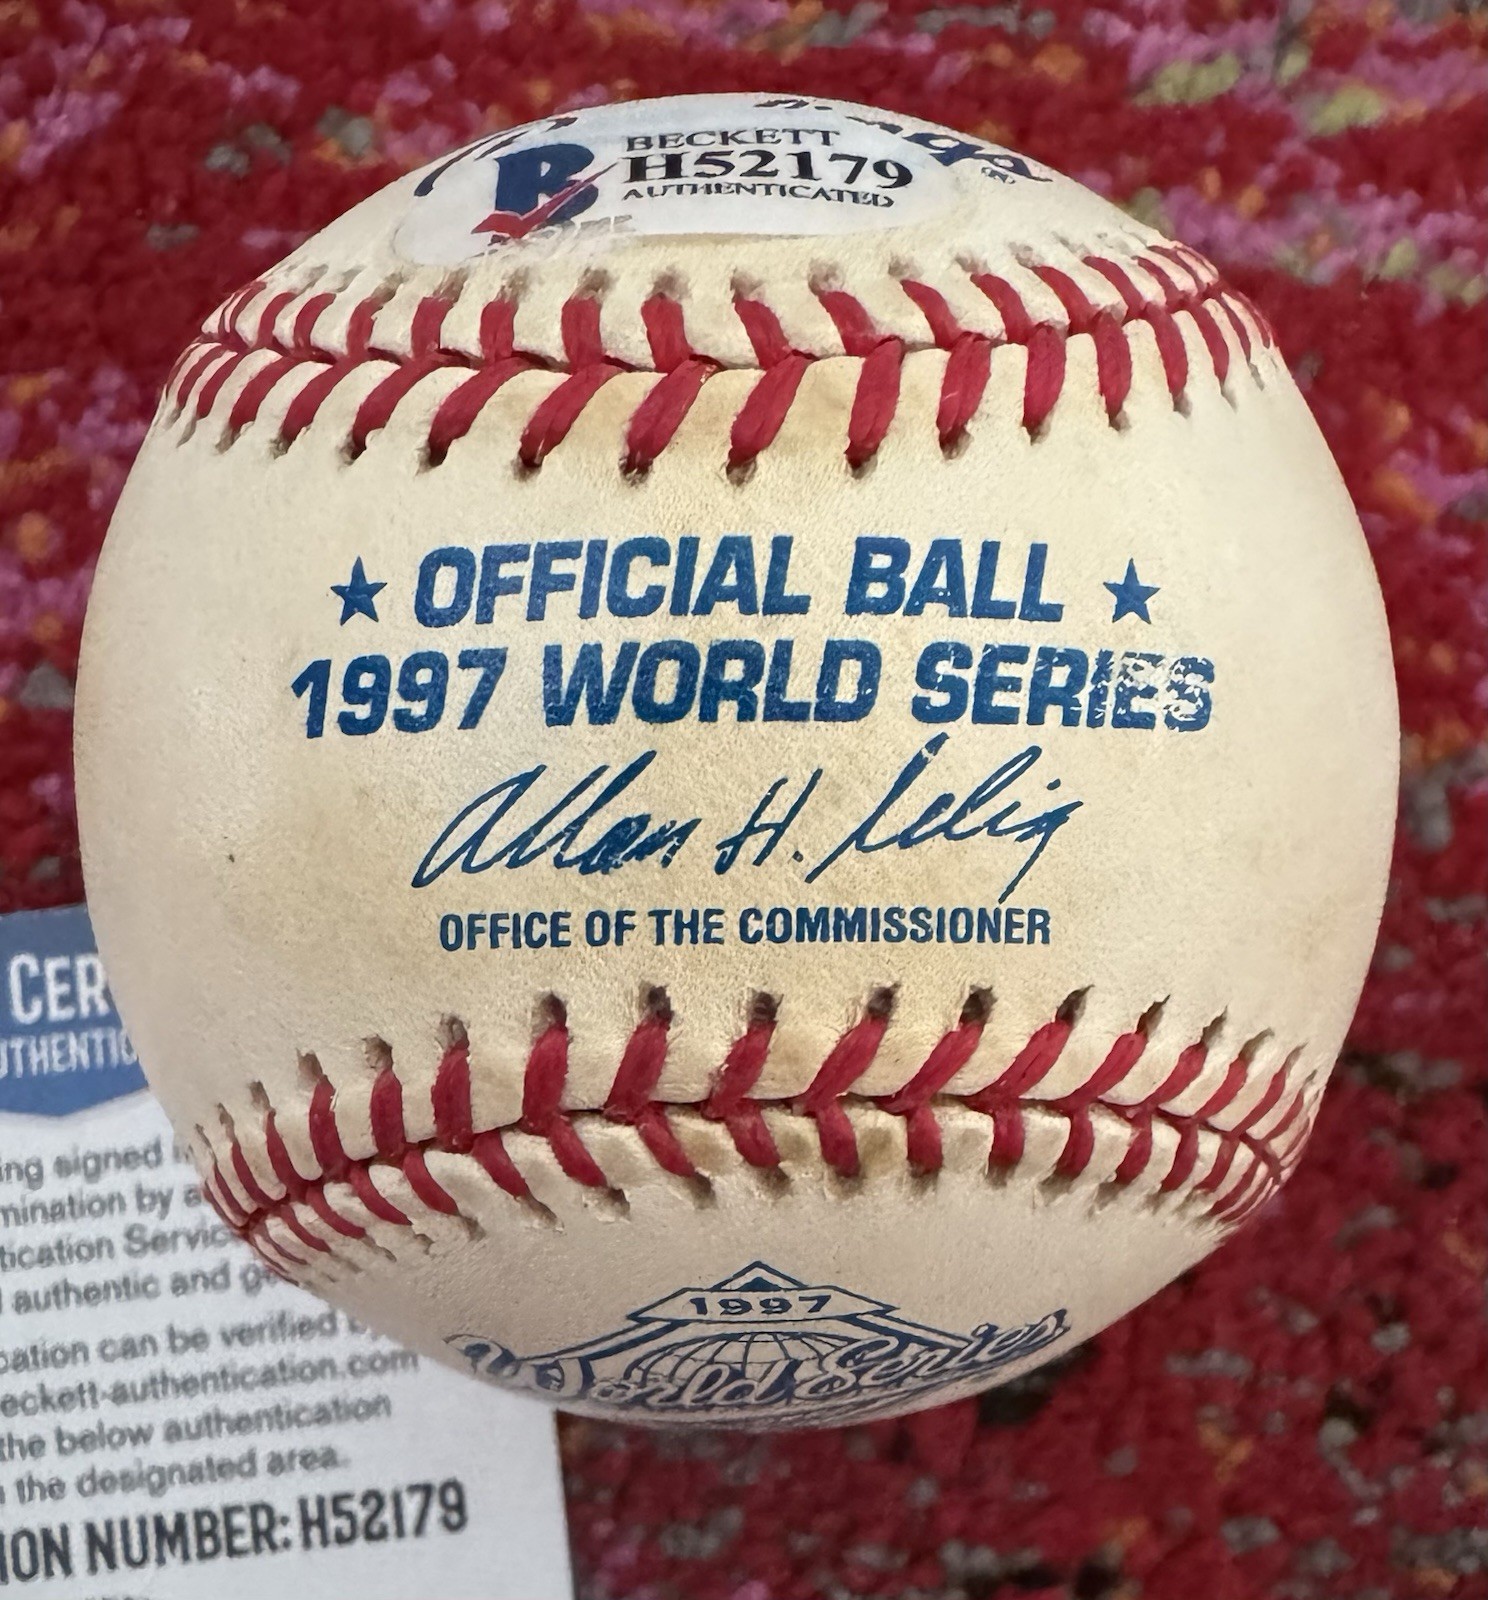 BECKETT
H52179
AUTHENTICATED
★ OFFICIAL BALL ★
1997 WORLD SERIES
Allan H. Selig
OFFICE OF THE COMMISSIONER
1997
World Series
CER
UTHENTIC
ing signed
mination by a
tication Servic
authentic and g
cation can be verified
eckett-authentication.com
the below authentication
the designated area.
ION NUMBER: H52179